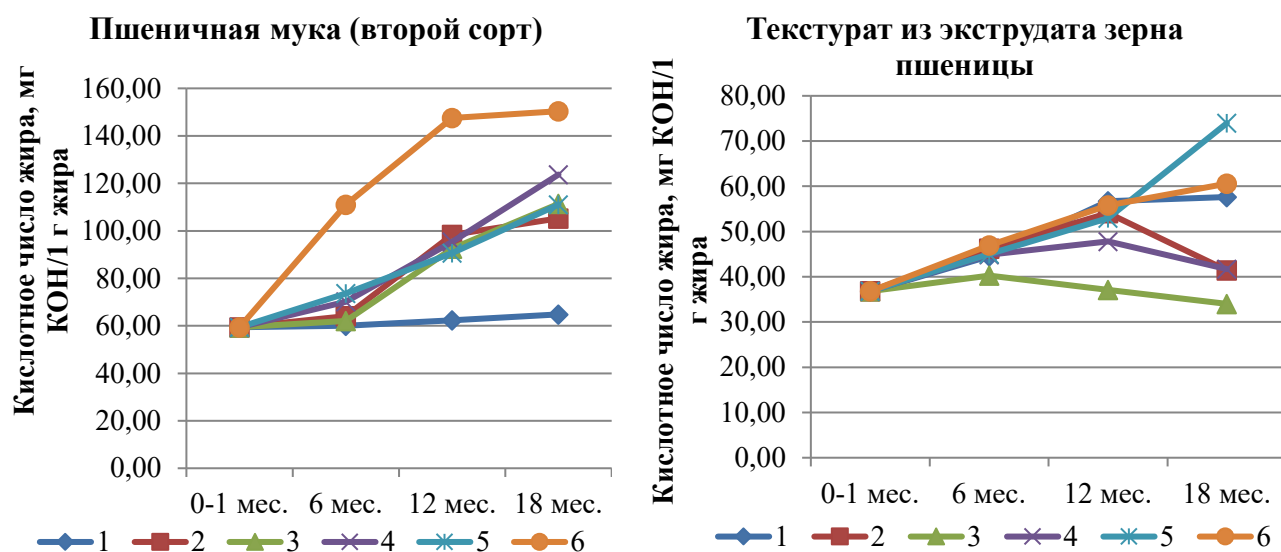 Пшеничная мука (второй сорт)
Кислотное число жира, мг
КОН/1 г жира
160,00
140,00
120,00
100,00
80,00
60,00
40,00
20,00
0,00
0-1 мес.
6 мес.
12 мес.
18 мес.
1
2
3
4
5
6
Текстурат из экструдата зерна
пшеницы
Кислотное число жира, мг КОН/1
г жира
80,00
70,00
60,00
50,00
40,00
30,00
20,00
10,00
0,00
0-1 мес.
6 мес.
12 мес.
18 мес.
1
2
3
4
5
6